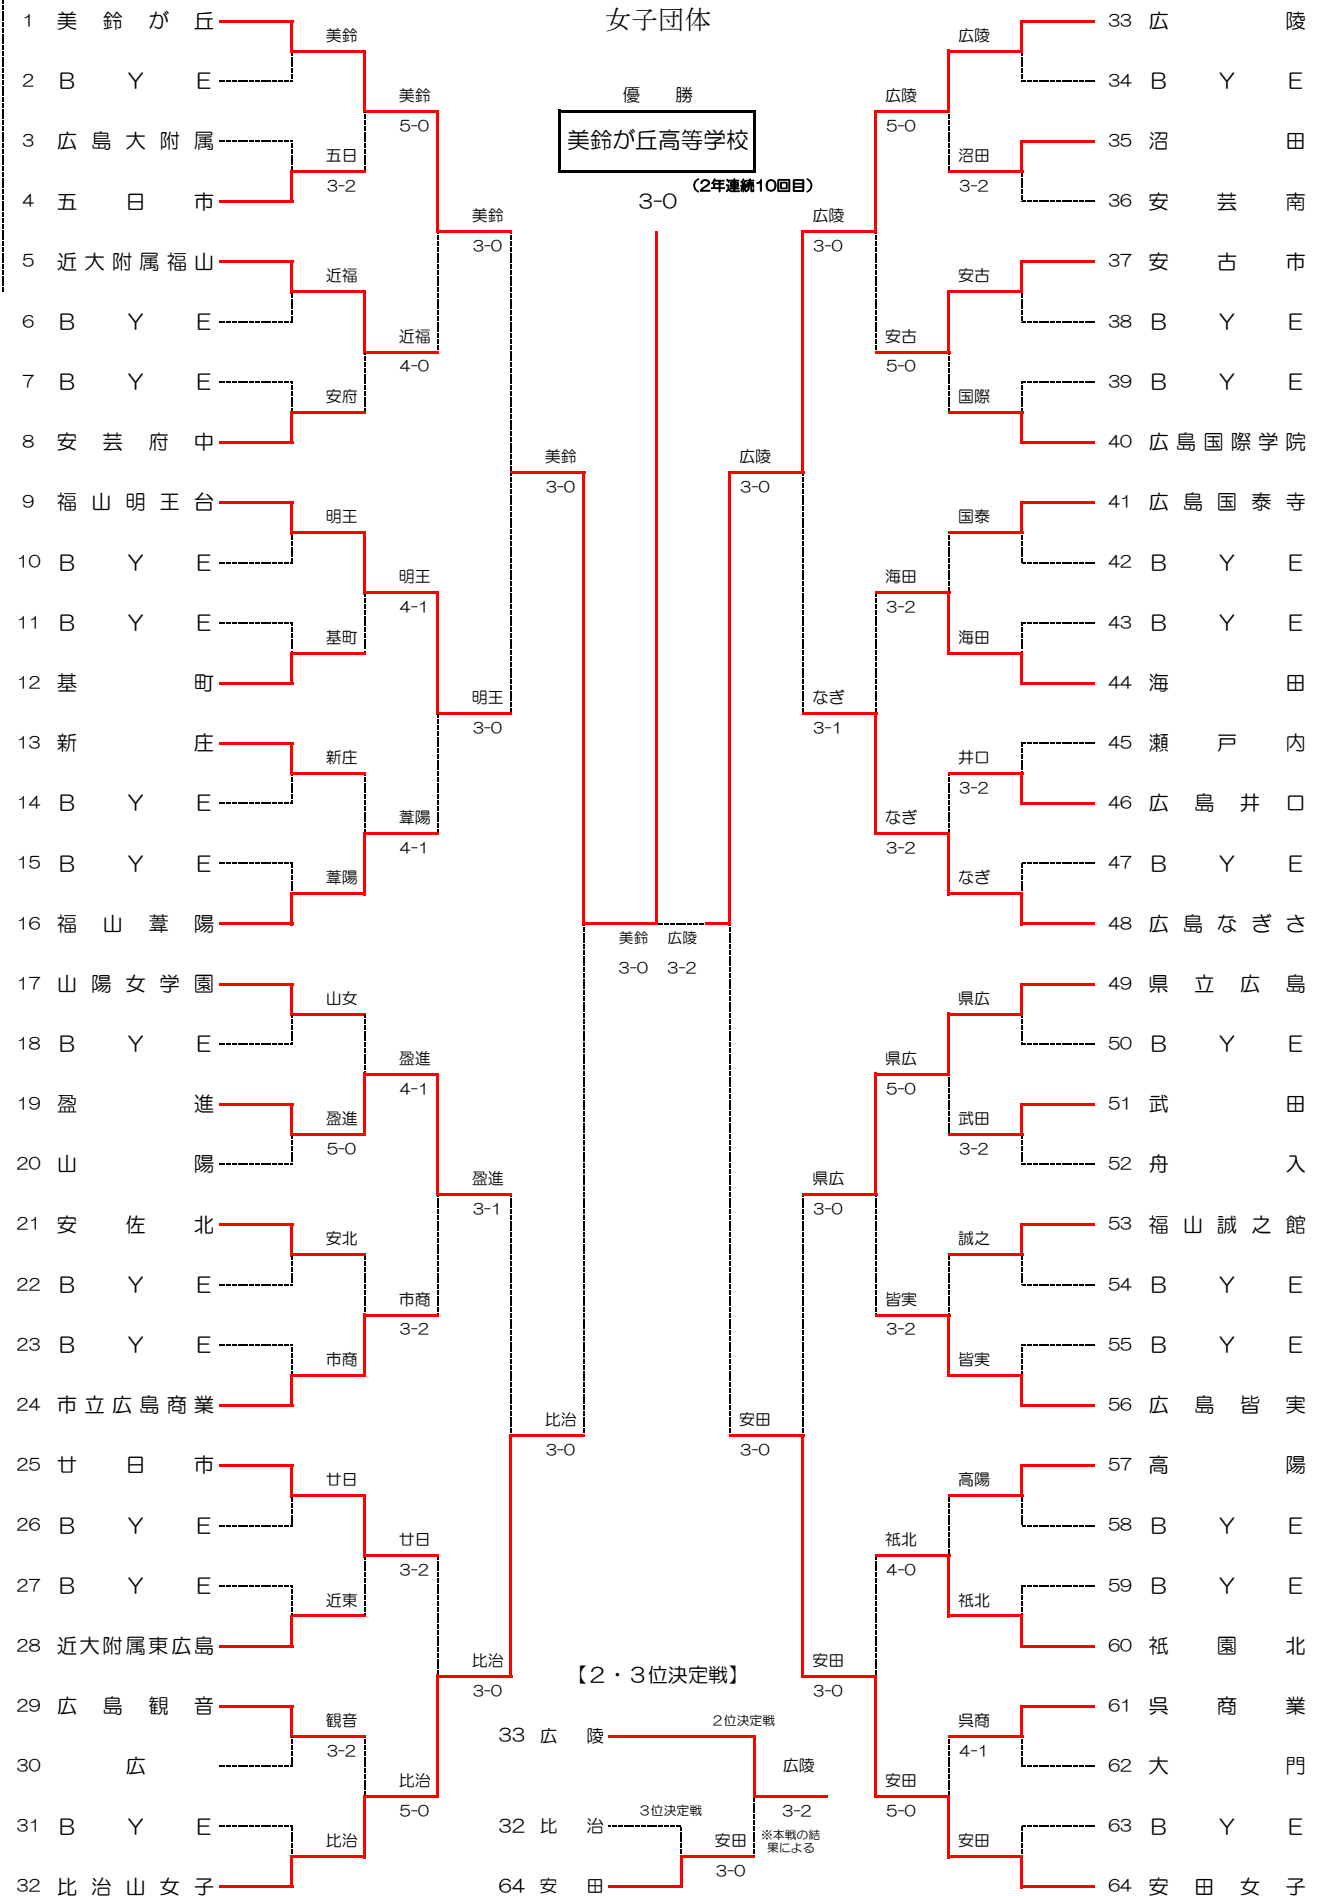 女子団体
優 勝
美鈴が丘高等学校
(2年連続10回目)
3-0
1 美鈴が丘
2 BYE
3 広島大附属
4 五日市
5 近大附属福山
6 BYE
7 BYE
8 安芸府中
9 福山明王台
10 BYE
11 BYE
12 基町
13 新庄
14 BYE
15 BYE
16 福山葦陽
17 山陽女学園
18 BYE
19 盈進
20 山陽
21 安佐北
22 BYE
23 BYE
24 市立広島商業
25 廿日市
26 BYE
27 BYE
28 近大附属東広島
29 広島観音
30 広
31 BYE
32 比治山女子
美鈴
五日
3-2
近福
安府
明王
基町
新庄
葦陽
山女
盈進
5-0
安北
市商
廿日
近東
観音
3-2
比治
美鈴
5-0
近福
4-0
明王
4-1
葦陽
4-1
盈進
4-1
市商
3-2
廿日
3-2
比治
5-0
美鈴
3-0
明王
3-0
盈進
3-1
比治
3-0
美鈴
3-0
比治
3-0
美鈴 広陵
3-0 3-2
広陵
3-0
安田
3-0
広陵
3-0
なぎ
3-1
県広
3-0
安田
3-0
広陵
5-0
安古
5-0
海田
3-2
なぎ
3-2
県広
5-0
皆実
3-2
祇北
4-0
安田
5-0
広陵
沼田
3-2
安古
国際
国泰
海田
井口
3-2
なぎ
県広
武田
3-2
誠之
皆実
高陽
祇北
呉商
4-1
安田
33 広陵
34 BYE
35 沼田
36 安芸南
37 安古市
38 BYE
39 BYE
40 広島国際学院
41 広島国泰寺
42 BYE
43 BYE
44 海田
45 瀬戸内
46 広島井口
47 BYE
48 広島なぎさ
49 県立広島
50 BYE
51 武田
52 舟入
53 福山誠之館
54 BYE
55 BYE
56 広島皆実
57 高陽
58 BYE
59 BYE
60 祇園北
61 呉商業
62 大門
63 BYE
64 安田女子
【2・3位決定戦】
33 広陵
2位決定戦
広陵
3-2
※本戦の結
果による
32 比治
3位決定戦
安田
3-0
64 安田